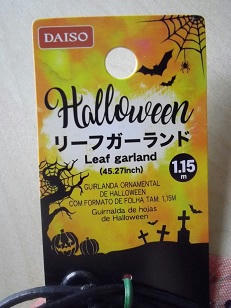 DAISO
Halloween
リーフガーランド
Leaf garland
(45.27inch)
1.15
m
GUIRLANDA ORNAMENTAL
DE HALLOWEEN
COM FORMATO DE FOLHA TAM. 1,15M
Guirnalda de hojas
de Halloween